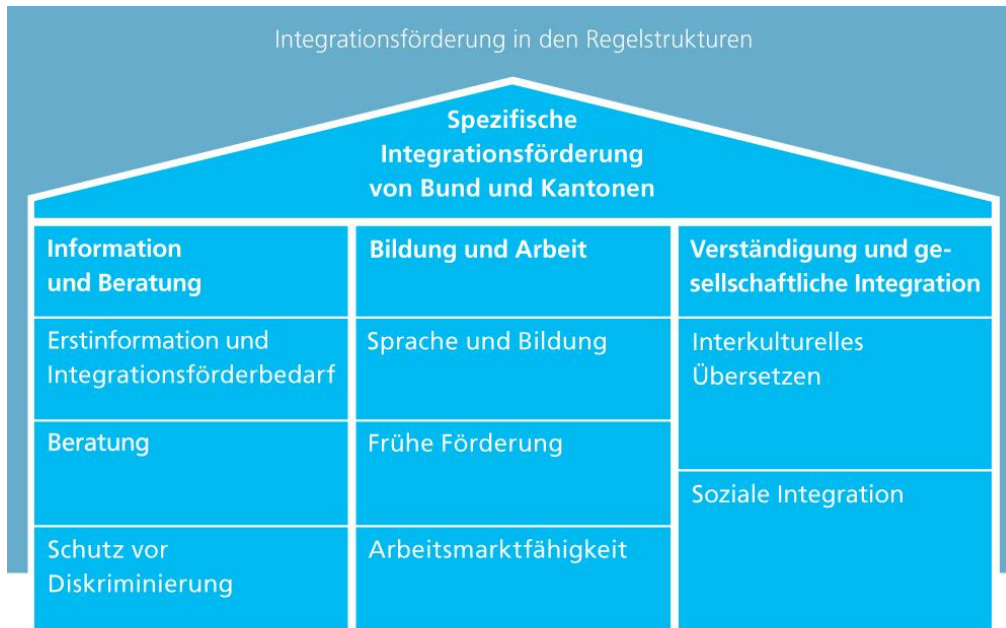 Integrationsförderung in den Regelstrukturen
Spezifische
Integrationsförderung
von Bund und Kantonen
Information
und Beratung
Erstinformation und
Integrationsförderbedarf
Beratung
Schutz vor
Diskriminierung
Bildung und Arbeit
Sprache und Bildung
Frühe Förderung
Arbeitsmarktfähigkeit
Verständigung und ge-
sellschaftliche Integration
Interkulturelles
Übersetzen
Soziale Integration